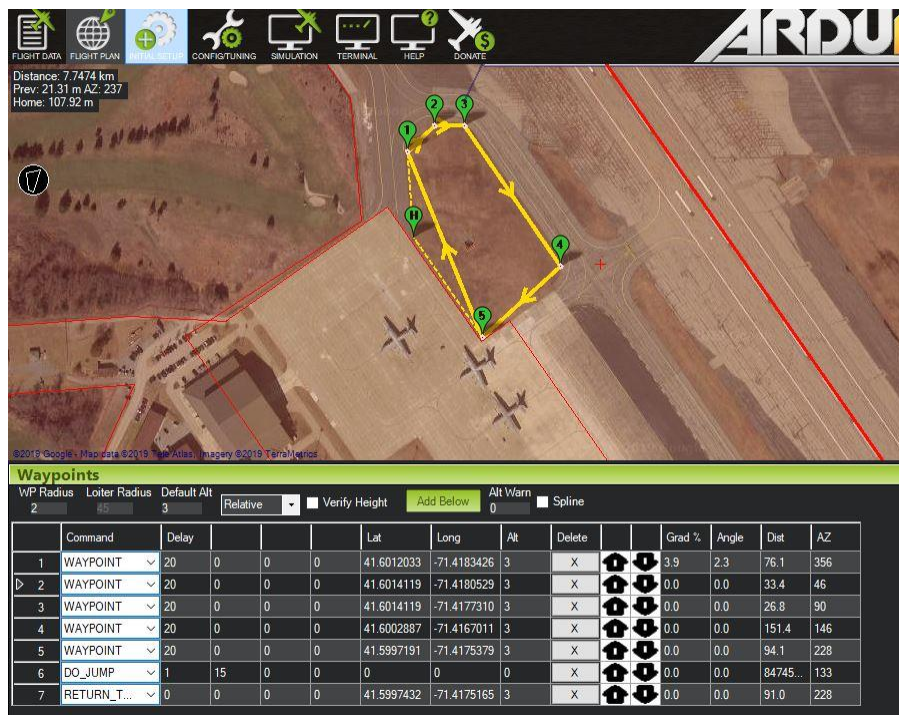 FLIGHT DATA FLIGHT PLAN INITIAL SETUP CONFIG/TUNING SIMULATION TERMINAL HELP DONATE
ARDU
Distance: 7.7474 km
Prev: 21.31 m AZ: 237
Home: 107.92 m
1 2 3
H
4
5
©2019 Google - Map data ©2019 Tele Atlas, Imagery ©2019 TerraMetrics
Waypoints
WP Radius Loiter Radius Default Alt Alt Warn
2 45 3 Relative Verify Height Add Below 0 Spline
Command Delay Lat Long Alt Delete Grad % Angle Dist AZ
1 WAYPOINT 20 0 0 0 41.6012033 -71.4183426 3 X 3.9 2.3 76.1 356
2 WAYPOINT 20 0 0 0 41.6014119 -71.4180529 3 X 0.0 0.0 33.4 46
3 WAYPOINT 20 0 0 0 41.6014119 -71.4177310 3 X 0.0 0.0 26.8 90
4 WAYPOINT 20 0 0 0 41.6002887 -71.4167011 3 X 0.0 0.0 151.4 146
5 WAYPOINT 20 0 0 0 41.5997191 -71.4175379 3 X 0.0 0.0 94.1 228
6 DO_JUMP 1 15 0 0 0 0 0 X 0.0 0.0 84745... 133
7 RETURN_T... 0 0 0 0 41.5997432 -71.4175165 3 X 0.0 0.0 91.0 228